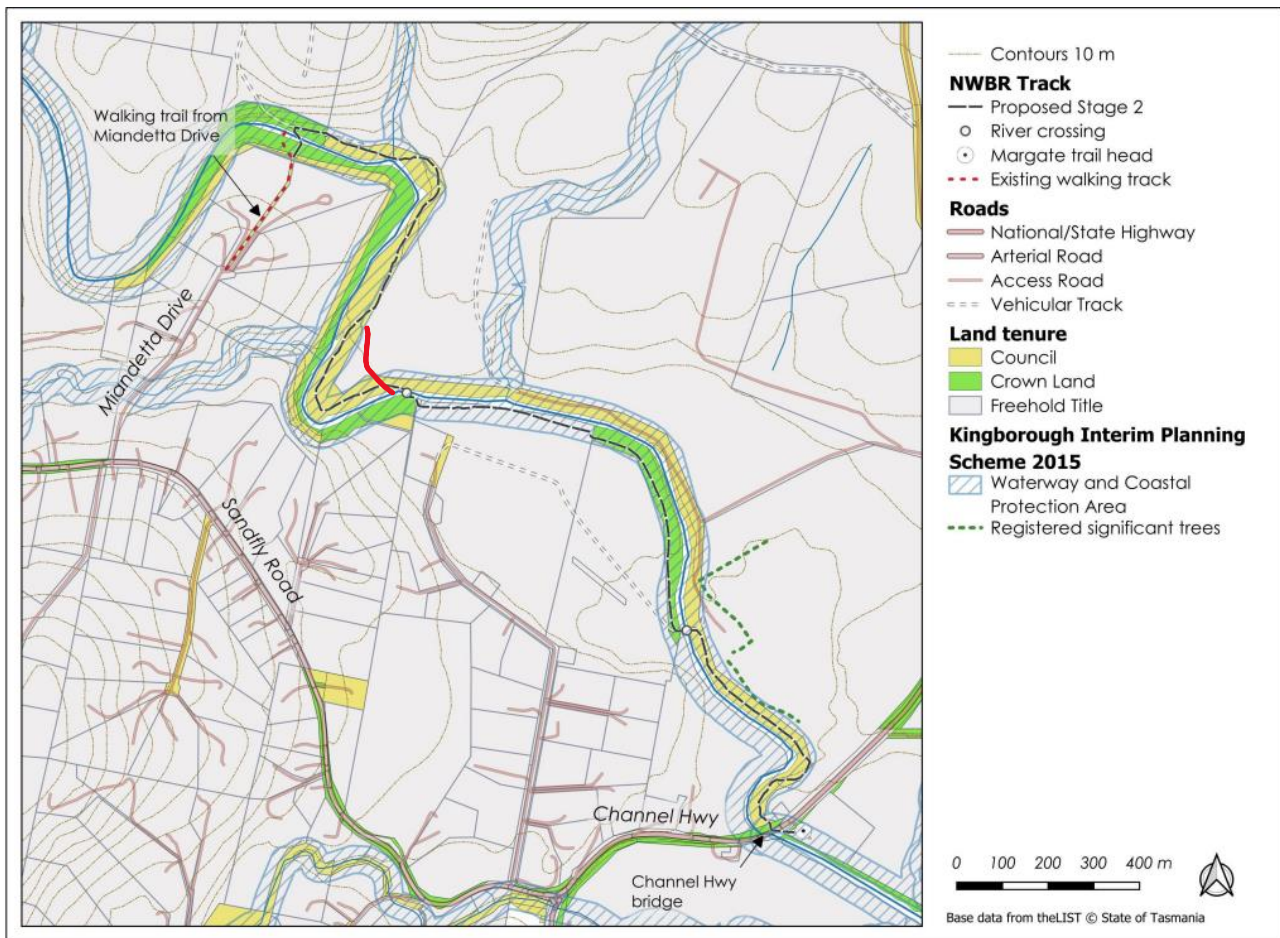 Walking trail from
Miandetta Drive
Miandetta Drive
Sandfly Road
Channel Hwy
Channel Hwy
bridge
Contours 10 m
NWBR Track
Proposed Stage 2
River crossing
Margate trail head
Existing walking track
Roads
National/State Highway
Arterial Road
Access Road
Vehicular Track
Land tenure
Council
Crown Land
Freehold Title
Kingborough Interim Planning
Scheme 2015
Waterway and Coastal
Protection Area
Registered significant trees
0 100 200 300 400 m
Base data from theLIST © State of Tasmania